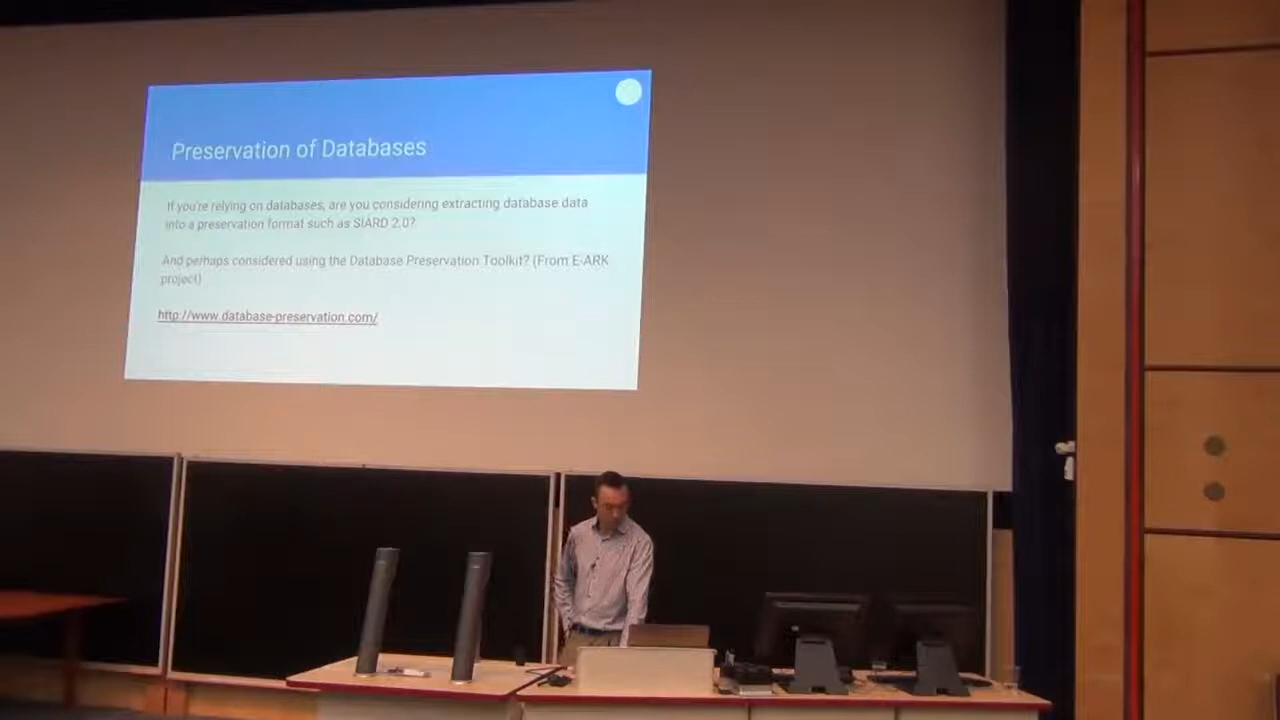 Preservation of Databases
If you're relying on databases, are you considering extracting database data
into a preservation format such as SIARD 2.0?
And perhaps considered using the Database Preservation Toolkit? (From E-ARK
project)
http://www.database-preservation.com/